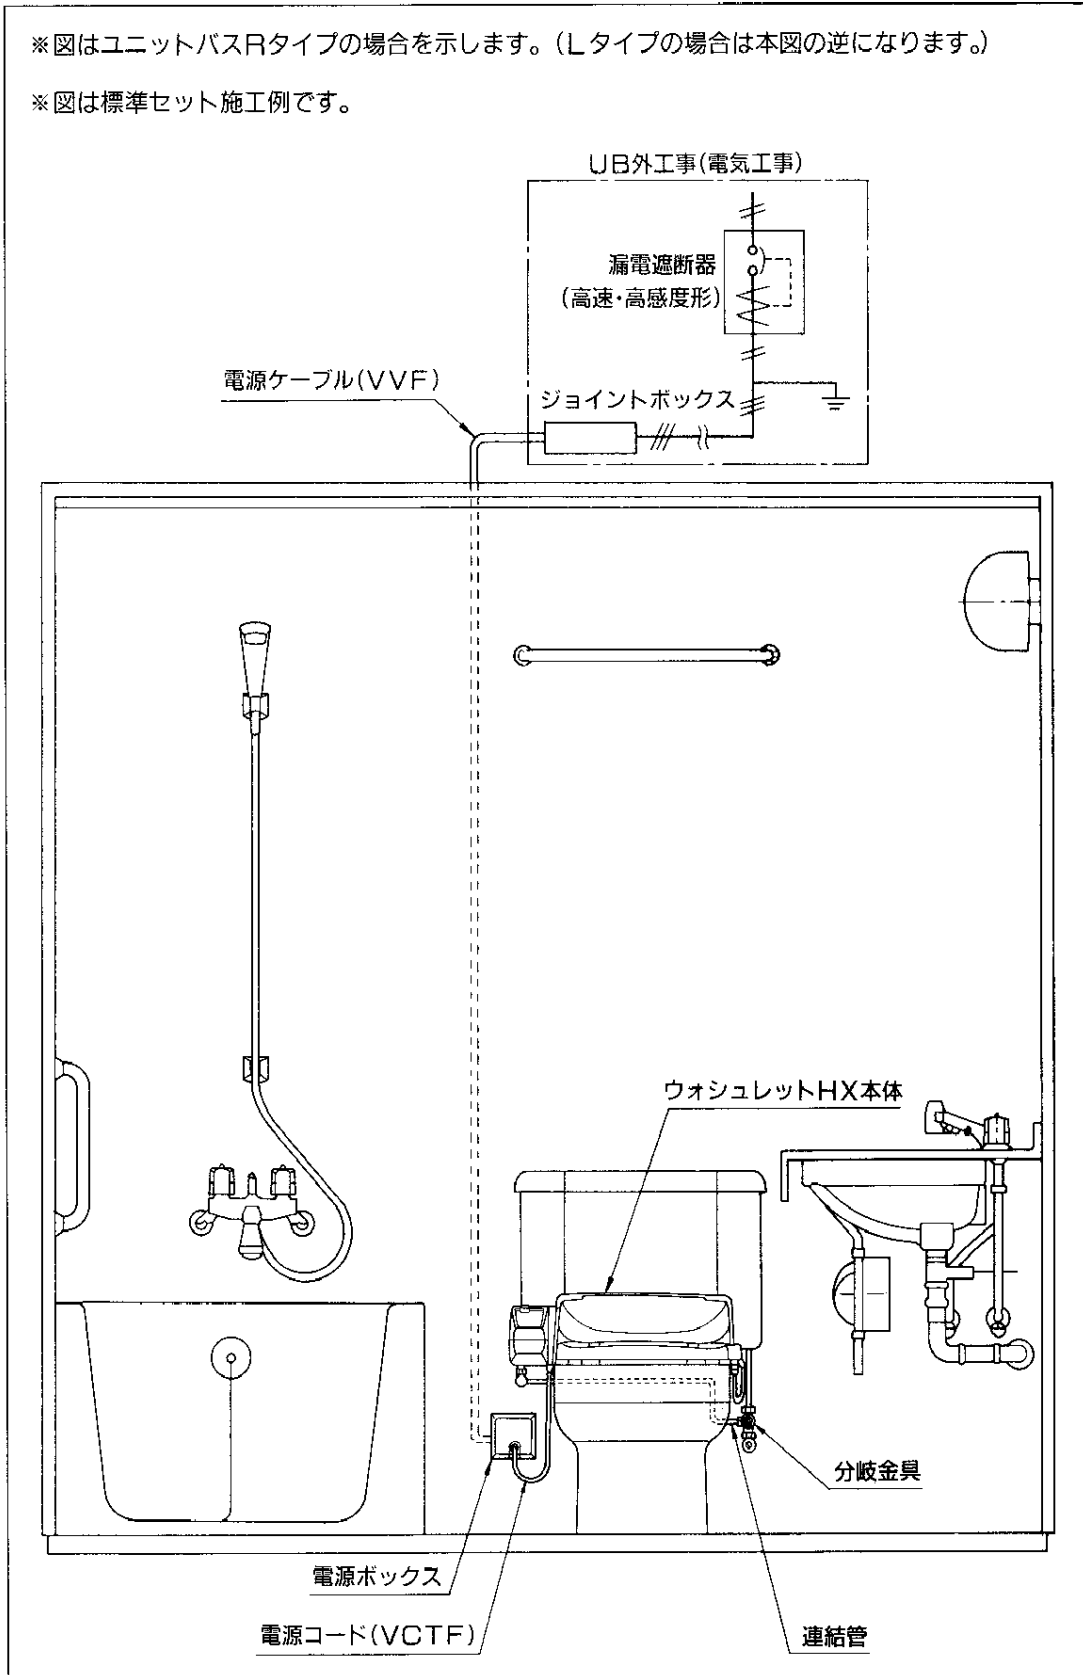 ※図はユニットバスRタイプの場合を示します。(Lタイプの場合は本図の逆になります。)
※図は標準セット施工例です。
UB外工事(電気工事)
漏電遮断器
(高速・高感度形)
電源ケーブル(VVF)
ジョイントボックス
ウォシュレットHX本体
分岐金具
電源ボックス
電源コード(VCTF)
連結管